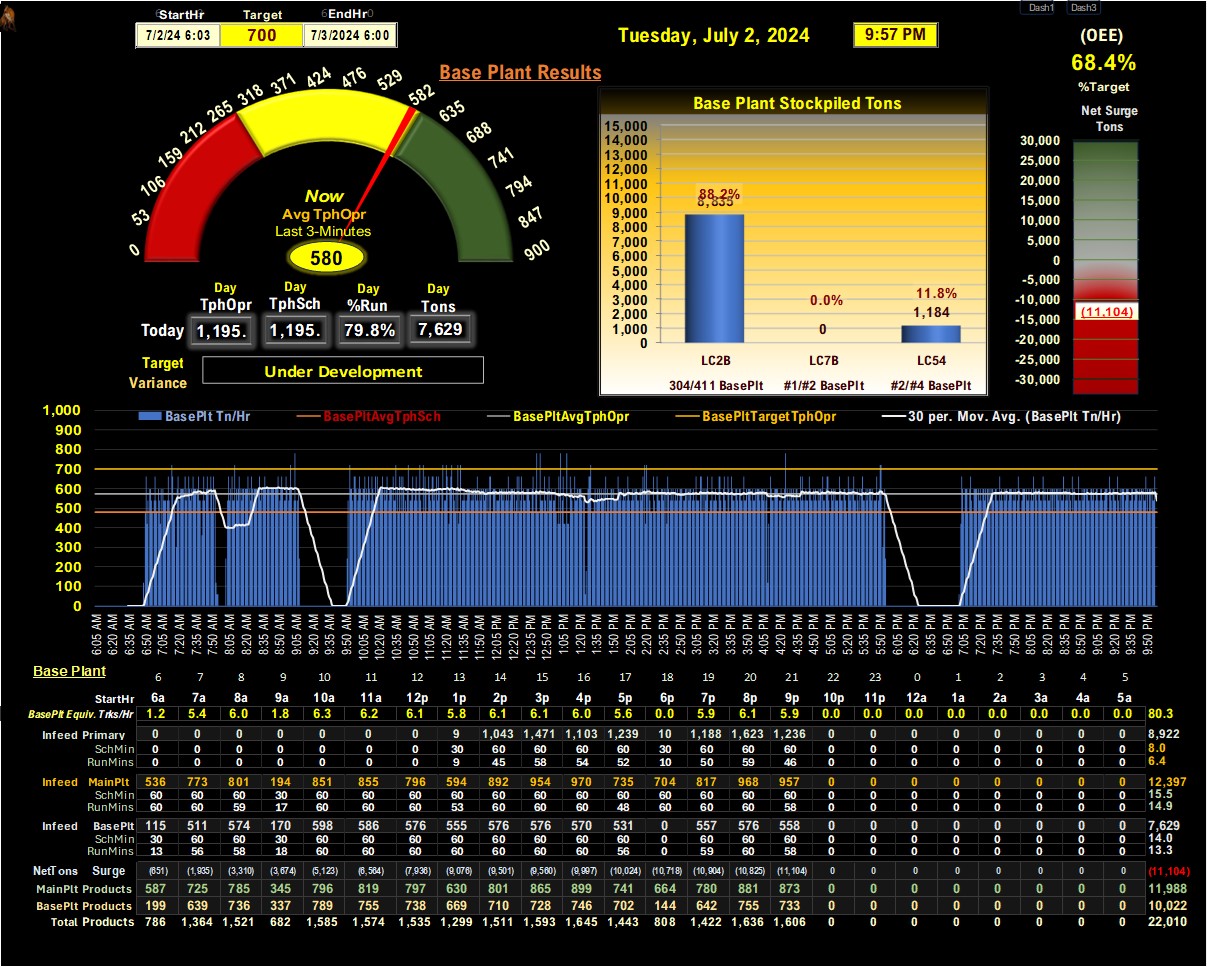 Dash1 Dash3
StartHr Target EndHr
7/2/24 6:03 700 7/3/2024 6:00
Tuesday, July 2, 2024 9:57 PM
(OEE)
68.4%
%Target
Base Plant Results
0 53 106 159 212 265 318 371 424 476 529 582 635 688 741 794 847 900
Now
Avg TphOpr
Last 3-Minutes
580
Day Day Day Day
TphOpr TphSch %Run Tons
Today 1,195. 1,195. 79.8% 7,629
Target
Variance
Under Development
Base Plant Stockpiled Tons
15,000
14,000
13,000
12,000
11,000
10,000
9,000
8,000
7,000
6,000
5,000
4,000
3,000
2,000
1,000
0
88.2%
8,835
0.0%
0
11.8%
1,184
LC2B LC7B LC54
304/411 BasePlt #1/#2 BasePlt #2/#4 BasePlt
Net Surge
Tons
30,000
25,000
20,000
15,000
10,000
5,000
0
-5,000
-10,000
(11,104)
-15,000
-20,000
-25,000
-30,000
BasePlt Tn/Hr BasePltAvgTphSch BasePltAvgTphOpr BasePltTargetTphOpr 30 per. Mov. Avg. (BasePlt Tn/Hr)
1,000
900
800
700
600
500
400
300
200
100
0
6:05 AM 6:20 AM 6:35 AM 6:50 AM 7:05 AM 7:20 AM 7:35 AM 7:50 AM 8:05 AM 8:20 AM 8:35 AM 8:50 AM 9:05 AM 9:20 AM 9:35 AM 9:50 AM 10:05 AM 10:20 AM 10:35 AM 10:50 AM 11:05 AM 11:20 AM 11:35 AM 11:50 AM 12:05 PM 12:20 PM 12:35 PM 12:50 PM 1:05 PM 1:20 PM 1:35 PM 1:50 PM 2:05 PM 2:20 PM 2:35 PM 2:50 PM 3:05 PM 3:20 PM 3:35 PM 3:50 PM 4:05 PM 4:20 PM 4:35 PM 4:50 PM 5:05 PM 5:20 PM 5:35 PM 5:50 PM 6:05 PM 6:20 PM 6:35 PM 6:50 PM 7:05 PM 7:20 PM 7:35 PM 7:50 PM 8:05 PM 8:20 PM 8:35 PM 8:50 PM 9:05 PM 9:20 PM 9:35 PM 9:50 PM
Base Plant
6 7 8 9 10 11 12 13 14 15 16 17 18 19 20 21 22 23 0 1 2 3 4 5
StartHr 6a 7a 8a 9a 10a 11a 12p 1p 2p 3p 4p 5p 6p 7p 8p 9p 10p 11p 12a 1a 2a 3a 4a 5a
BasePlt Equiv. Trks/Hr 1.2 5.4 6.0 1.8 6.3 6.2 6.1 5.8 6.1 6.1 6.0 5.6 0.0 5.9 6.1 5.9 0.0 0.0 0.0 0.0 0.0 0.0 0.0 0.0 80.3
Infeed Primary 0 0 0 0 0 0 0 9 1,043 1,471 1,103 1,239 10 1,188 1,623 1,236 0 0 0 0 0 0 0 0 8,922
SchMin 0 0 0 0 0 0 0 30 60 60 60 60 30 60 60 60 0 0 0 0 0 0 0 0 8.0
RunMins 0 0 0 0 0 0 0 9 45 58 54 52 10 50 59 46 0 0 0 0 0 0 0 0 6.4
Infeed MainPlt 536 773 801 194 851 855 796 594 892 954 970 735 704 817 968 957 0 0 0 0 0 0 0 0 12,397
SchMin 60 60 60 30 60 60 60 60 60 60 60 60 60 60 60 60 0 0 0 0 0 0 0 0 15.5
RunMins 60 60 59 17 60 60 60 53 60 60 60 48 60 60 60 58 0 0 0 0 0 0 0 0 14.9
Infeed BasePlt 115 511 574 170 598 586 576 555 576 576 570 531 0 557 576 558 0 0 0 0 0 0 0 0 7,629
SchMin 30 60 60 30 60 60 60 60 60 60 60 60 0 60 60 60 0 0 0 0 0 0 0 0 14.0
RunMins 13 56 58 18 60 60 60 60 60 60 60 56 0 59 60 58 0 0 0 0 0 0 0 0 13.3
NetTons Surge (651) (1,935) (3,310) (3,674) (5,123) (6,564) (7,936) (9,076) (9,501) (9,560) (9,997) (10,024) (10,718) (10,904) (10,825) (11,104) 0 0 0 0 0 0 0 0 (11,104)
MainPlt Products 587 725 785 345 796 819 797 630 801 865 899 741 664 780 881 873 0 0 0 0 0 0 0 0 11,988
BasePlt Products 199 639 736 337 789 755 738 669 710 728 746 702 144 642 755 733 0 0 0 0 0 0 0 0 10,022
Total Products 786 1,364 1,521 682 1,585 1,574 1,535 1,299 1,511 1,593 1,645 1,443 808 1,422 1,636 1,606 0 0 0 0 0 0 0 0 22,010